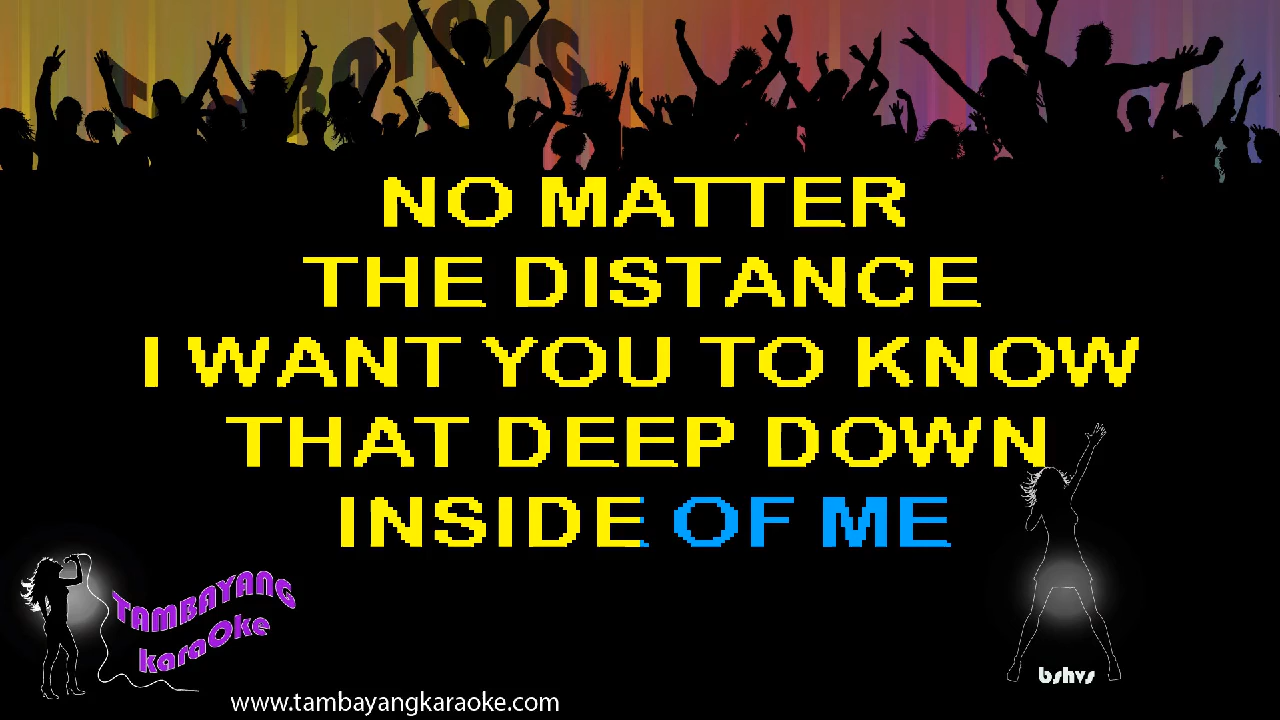 TAMBAYANG
NO MATTER
THE DISTANCE
I WANT YOU TO KNOW
THAT DEEP DOWN
INSIDE OF ME
TAMBAYANG
karaOke
bshvs
www.tambayangkaraoke.com